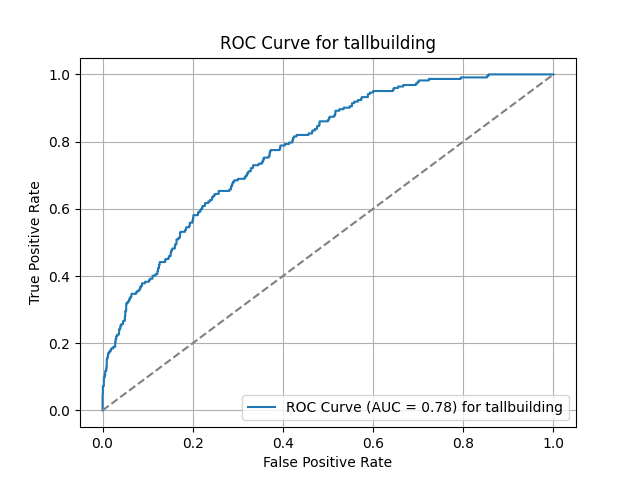 ROC Curve for tallbuilding
True Positive Rate
1.0
0.8
0.6
0.4
0.2
0.0
ROC Curve (AUC = 0.78) for tallbuilding
0.0 0.2 0.4 0.6 0.8 1.0
False Positive Rate